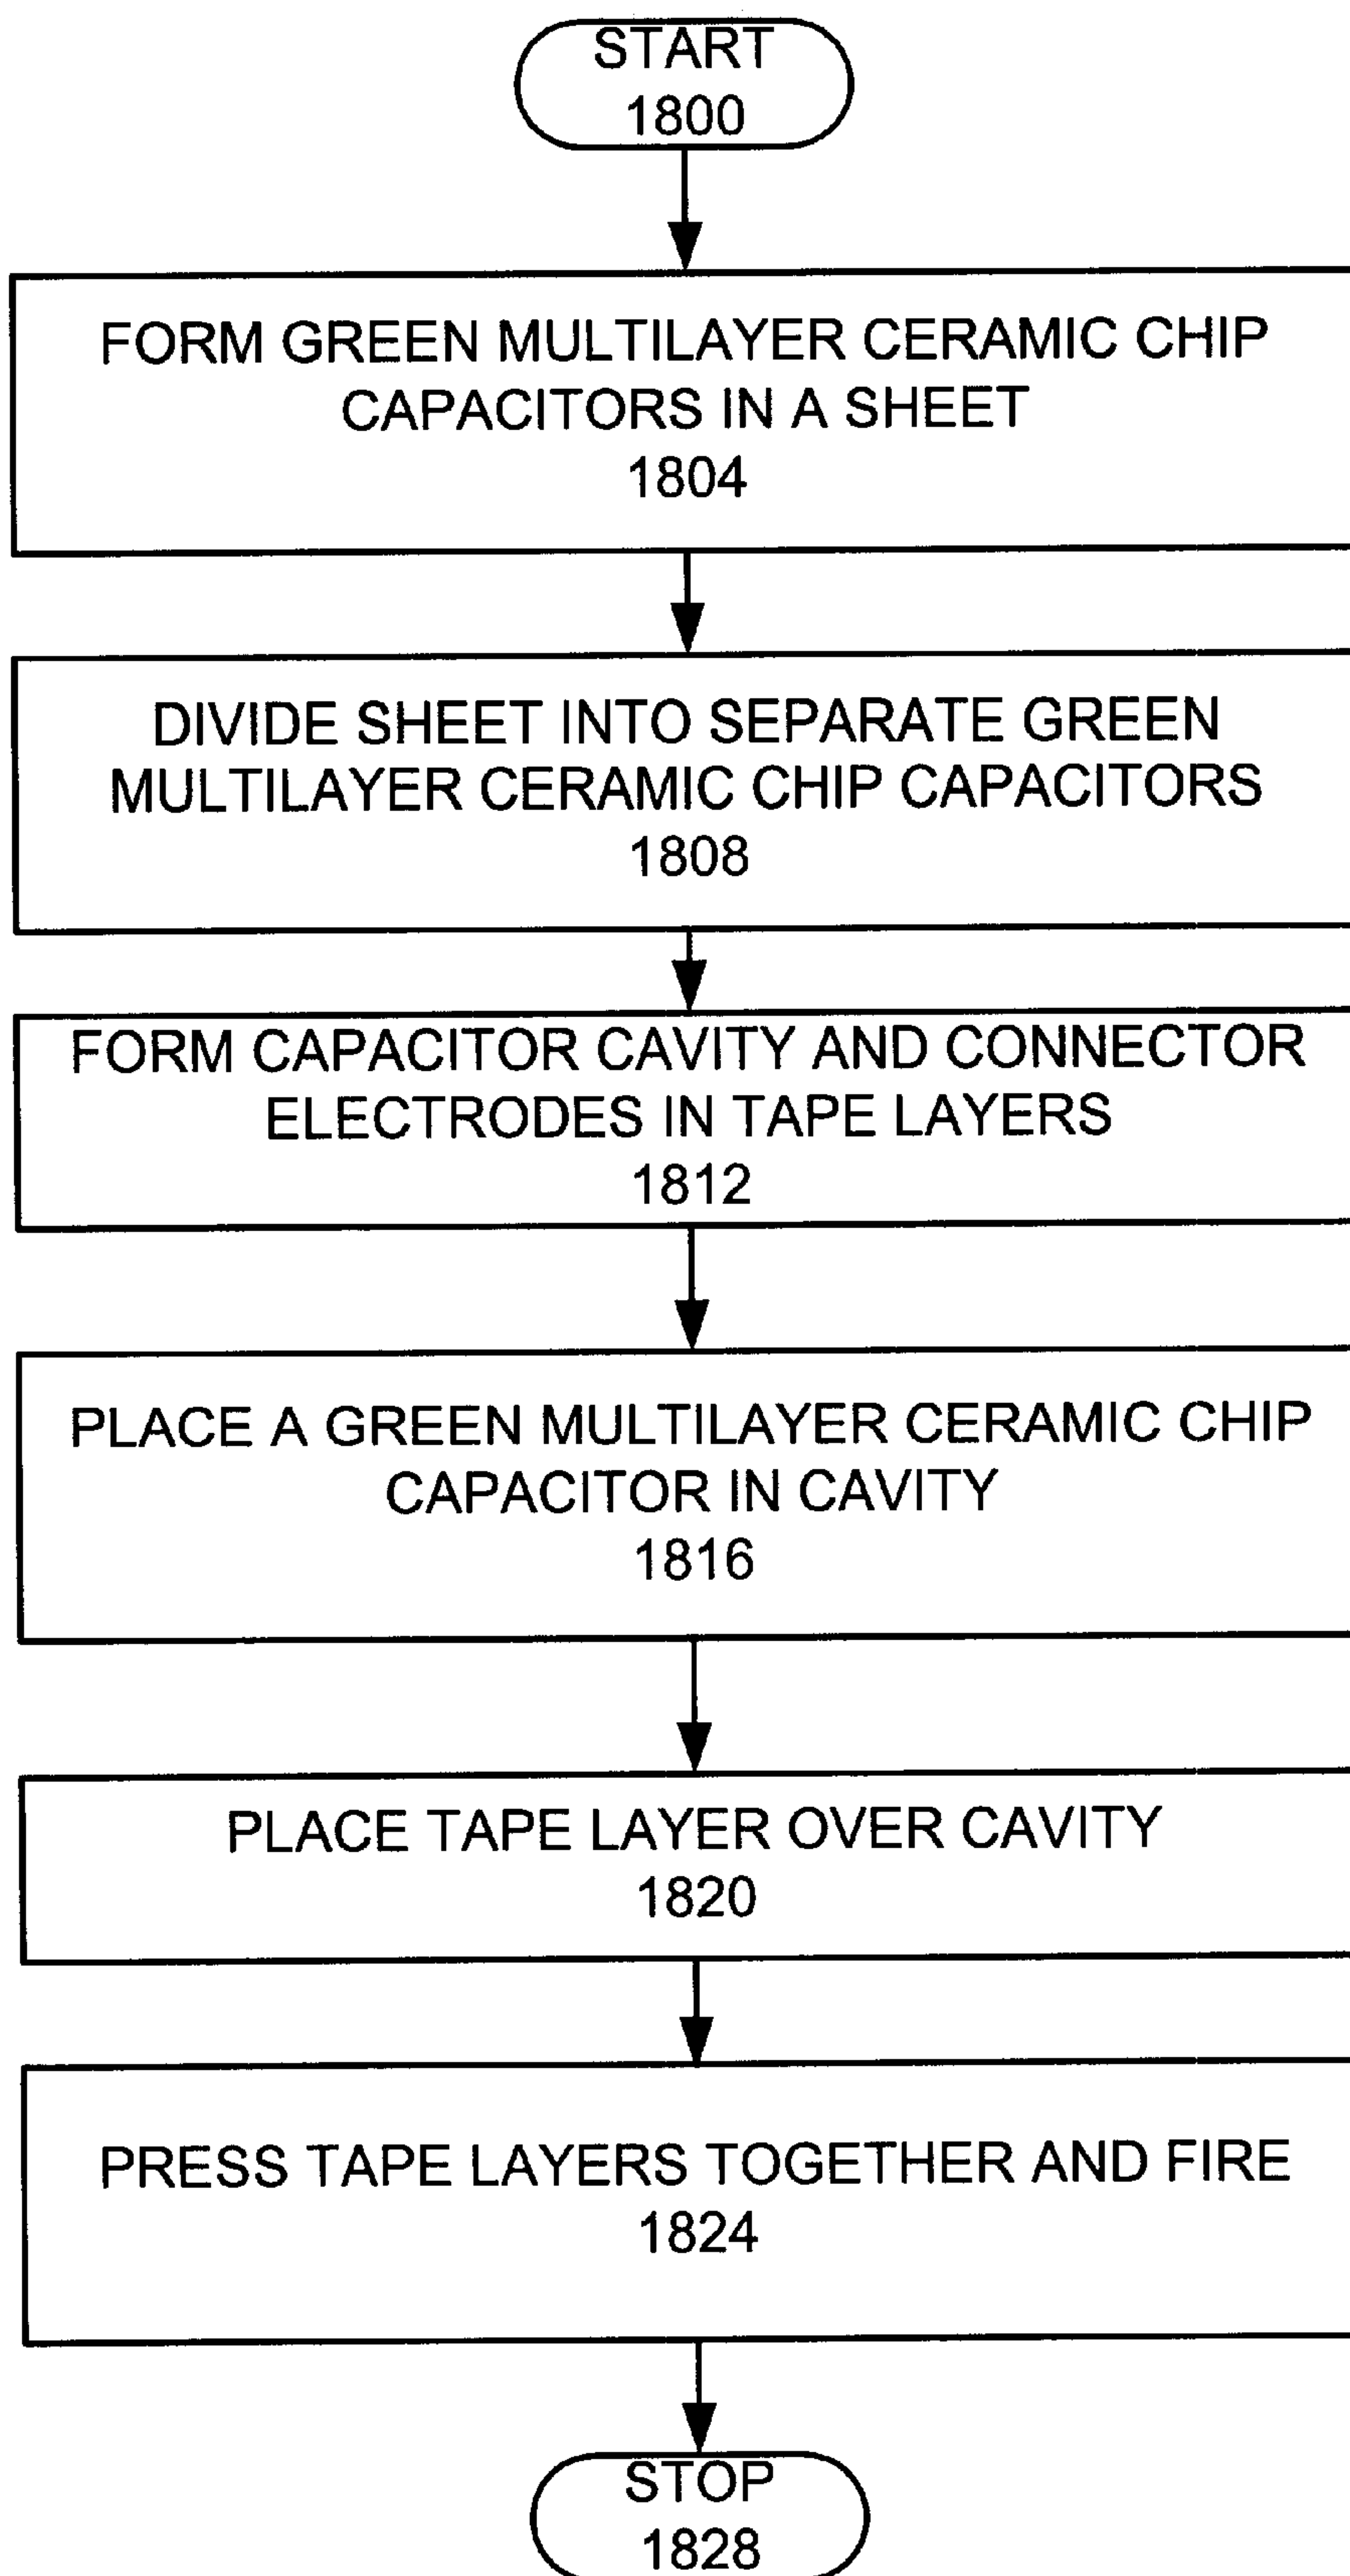 START
1800
FORM GREEN MULTILAYER CERAMIC CHIP
CAPACITORS IN A SHEET
1804
DIVIDE SHEET INTO SEPARATE GREEN
MULTILAYER CERAMIC CHIP CAPACITORS
1808
FORM CAPACITOR CAVITY AND CONNECTOR
ELECTRODES IN TAPE LAYERS
1812
PLACE A GREEN MULTILAYER CERAMIC CHIP
CAPACITOR IN CAVITY
1816
PLACE TAPE LAYER OVER CAVITY
1820
PRESS TAPE LAYERS TOGETHER AND FIRE
1824
STOP
1828